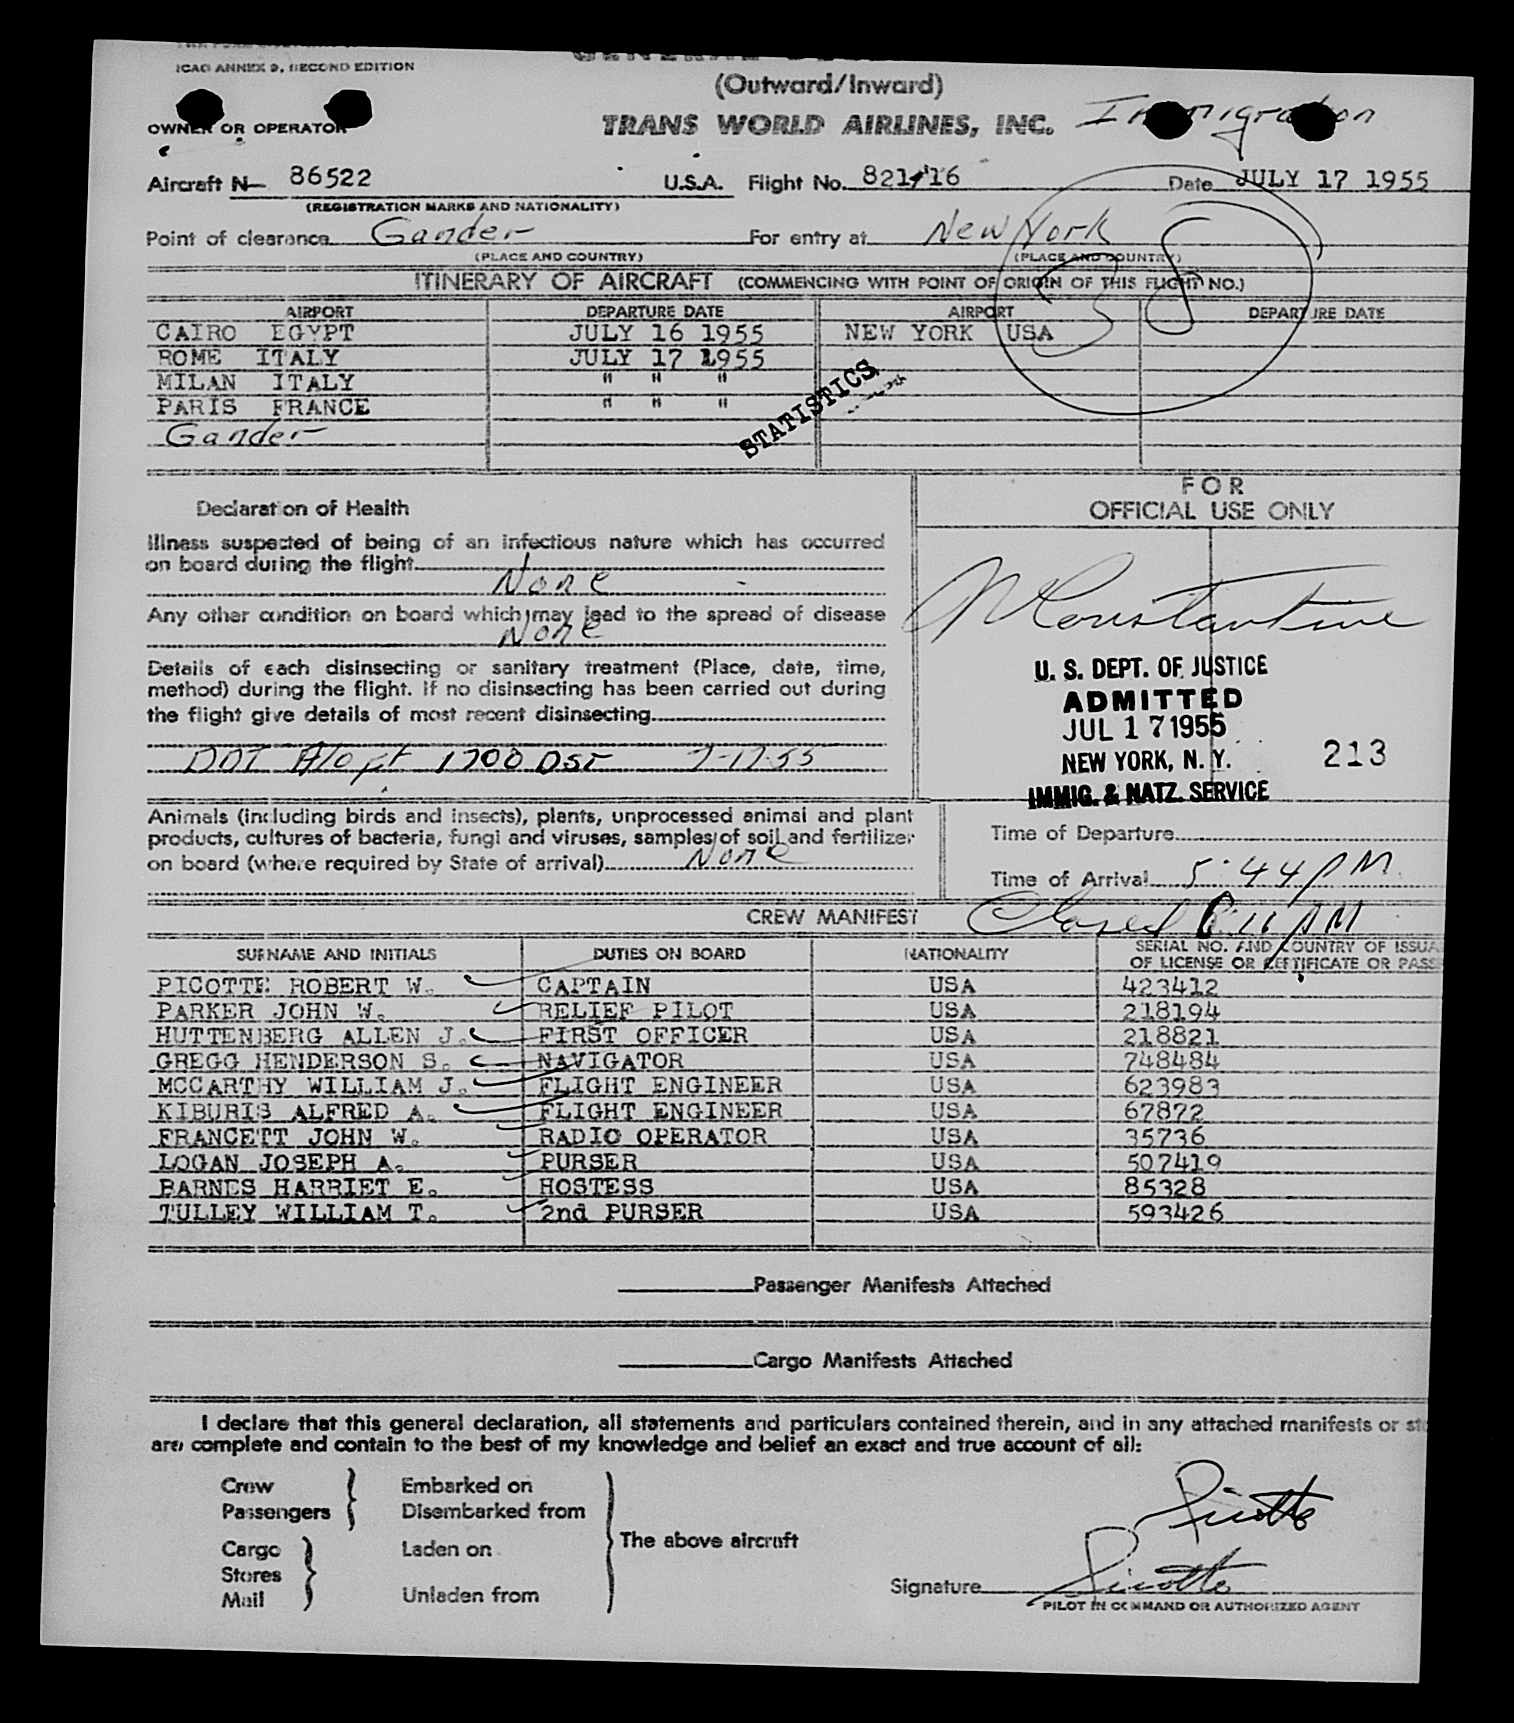 ICAO ANNEX 9, SECOND EDITION
(Outward/Inward)
OWNER OR OPERATOR
TRANS WORLD AIRLINES, INC.
Immigration
Aircraft N— 86522 U.S.A. Flight No. 821/16 Date JULY 17 1955
(REGISTRATION MARKS AND NATIONALITY)
Point of clearance Gander For entry at New York
(PLACE AND COUNTRY) (PLACE AND COUNTRY)
ITINERARY OF AIRCRAFT (COMMENCING WITH POINT OF ORIGIN OF THIS FLIGHT NO.)
AIRPORT DEPARTURE DATE AIRPORT DEPARTURE DATE
CAIRO EGYPT JULY 16 1955 NEW YORK USA
ROME ITALY JULY 17 1955
MILAN ITALY " " "
PARIS FRANCE " " "
Gander
STATISTICS
Declaration of Health
Illness suspected of being of an infectious nature which has occurred
on board during the flight
None
Any other condition on board which may lead to the spread of disease
None
Details of each disinsecting or sanitary treatment (Place, date, time,
method) during the flight. If no disinsecting has been carried out during
the flight give details of most recent disinsecting
DDT 1700 DST 7-17-55
FOR
OFFICIAL USE ONLY
Constantine
U. S. DEPT. OF JUSTICE
ADMITTED
JUL 17 1955
NEW YORK, N. Y. 213
IMMIG. & NATZ. SERVICE
Animals (including birds and insects), plants, unprocessed animal and plant
products, cultures of bacteria, fungi and viruses, samples of soil and fertilizer
on board (where required by State of arrival) None
Time of Departure
Time of Arrival 5:44 PM
Closed 6:16 PM
CREW MANIFEST
SURNAME AND INITIALS DUTIES ON BOARD NATIONALITY SERIAL NO. AND COUNTRY OF ISSUA
OF LICENSE OR CERTIFICATE OR PASS
PICOTTE ROBERT W. CAPTAIN USA 423412
PARKER JOHN W. RELIEF PILOT USA 218194
HUTTENBERG ALLEN J. FIRST OFFICER USA 218821
GREGG HENDERSON S. NAVIGATOR USA 748484
MCCARTHY WILLIAM J. FLIGHT ENGINEER USA 623983
KIBURIS ALFRED A. FLIGHT ENGINEER USA 67872
FRANCETT JOHN W. RADIO OPERATOR USA 35736
LOGAN JOSEPH A. PURSER USA 507419
BARNES HARRIET E. HOSTESS USA 85328
TULLEY WILLIAM T. 2nd PURSER USA 593426
Passenger Manifests Attached
Cargo Manifests Attached
I declare that this general declaration, all statements and particulars contained therein, and in any attached manifests or
are complete and contain to the best of my knowledge and belief an exact and true account of all:
Crew Embarked on
Passengers Disembarked from
The above aircraft
Cargo Laden on
Stores
Mail Unladen from
Picotte
Signature Picotte
PILOT IN COMMAND OR AUTHORIZED AGENT